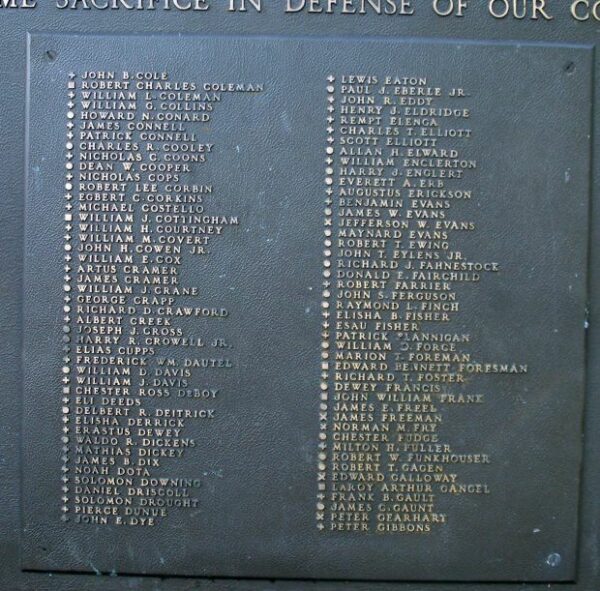 ME SACRIFICE IN DEFENSE OF OUR CO
+ JOHN B. COLE
■ ROBERT CHARLES COLEMAN
+ WILLIAM L. COLEMAN
+ WILLIAM G. COLLINS
● HOWARD N. CONARD
+ JAMES CONNELL
+ PATRICK CONNELL
● CHARLES R. COOLEY
+ NICHOLAS C. COONS
● DEAN W. COOPER
+ NICHOLAS COPS
● ROBERT LEE CORBIN
+ EGBERT C. CORKINS
+ MICHAEL COSTELLO
■ WILLIAM J. COTTINGHAM
+ WILLIAM H. COURTNEY
+ WILLIAM M. COVERT
● JOHN H. COWEN JR.
+ WILLIAM E. COX
+ ARTUS CRAMER
+ JAMES CRAMER
● WILLIAM J. CRANE
+ GEORGE CRAPP
● RICHARD D. CRAWFORD
+ ALBERT CREEK
● JOSEPH J. CROSS
● HARRY R. CROWELL JR.
+ ELIAS CUPPS
+ FREDERICK WM. DAUTEL
● WILLIAM D. DAVIS
+ WILLIAM J. DAVIS
■ CHESTER ROSS DEBOY
+ ELI DEEDS
● DELBERT R. DEITRICK
+ ELISHA DERRICK
+ ERASTUS DEWEY
● WALDO R. DICKENS
+ MATHIAS DICKEY
+ JAMES B. DIX
+ NOAH DOTA
+ SOLOMON DOWNING
■ DANIEL DRISCOLL
+ SOLOMON DROUGHT
+ PIERCE DUNUE
+ JOHN E. DYE
+ LEWIS EATON
● PAUL J. EBERLE JR.
+ JOHN R. EDDY
+ HENRY J. ELDRIDGE
+ REMPT ELENGA
+ CHARLES T. ELLIOTT
+ SCOTT ELLIOTT
● ALLAN H. ELWARD
+ WILLIAM ENCLERTON
● HARRY J. ENGLERT
● EVERETT A. ERB
+ AUGUSTUS ERICKSON
+ BENJAMIN EVANS
● JAMES W. EVANS
✕ JEFFERSON W. EVANS
● MAYNARD EVANS
● ROBERT T. EWING
● JOHN T. EYLENS JR.
● RICHARD J. FAHNESTOCK
● DONALD E. FAIRCHILD
+ ROBERT FARRIER
● JOHN S. FERGUSON
● RAYMOND L. FINCH
+ ELISHA B. FISHER
+ ESAU FISHER
+ PATRICK FLANNIGAN
● WILLIAM D. FORGE
+ MARION T. FOREMAN
■ EDWARD BENNETT FORESMAN
+ RICHARD T. FOSTER
● DEWEY FRANCIS
■ JOHN WILLIAM FRANK
● JAMES E. FREEL
✕ JAMES FREEMAN
✕ NORMAN M. FRY
● CHESTER FUDGE
+ MILTON H. FULLER
● ROBERT W. FUNKHOUSER
● ROBERT T. GAGEN
✕ EDWARD GALLOWAY
■ LAROY ARTHUR GANGEL
+ FRANK B. GAULT
● JAMES C. GAUNT
✕ PETER GEARHARY
+ PETER GIBBONS